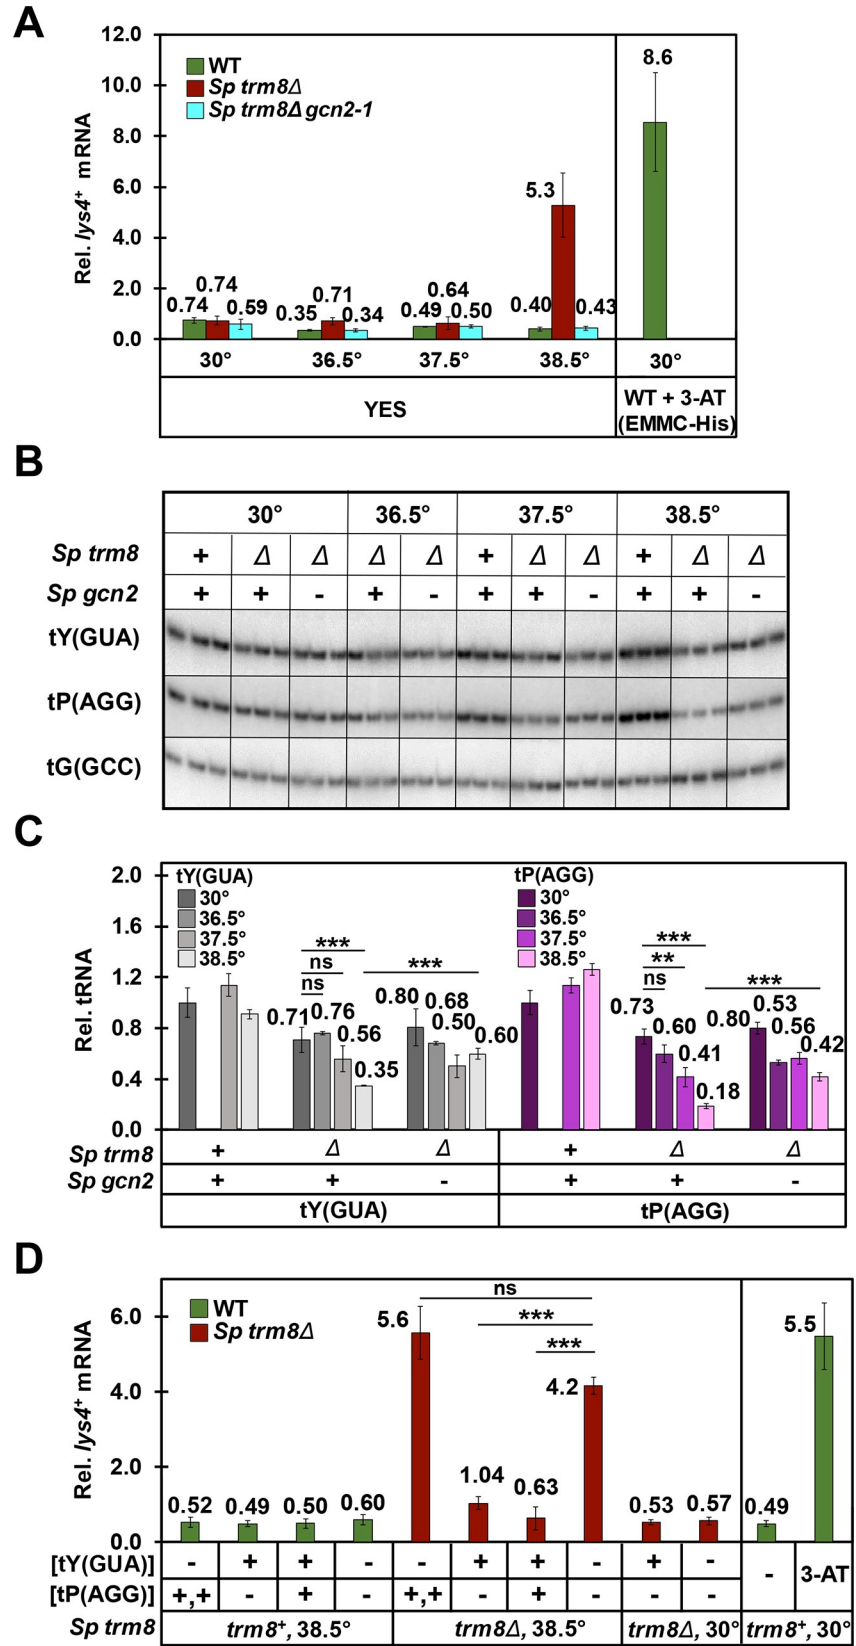 A
12.0
10.0
8.0
6.0
4.0
2.0
0.0
Rel. lys4⁺ mRNA
WT
Sp trm8Δ
Sp trm8Δ gcn2-1
0.74
0.74
0.59
0.35
0.71
0.34
0.49
0.64
0.50
0.40
5.3
0.43
8.6
30°
36.5°
37.5°
38.5°
30°
YES
WT + 3-AT
(EMMC-His)
B
30° 36.5° 37.5° 38.5°
Sp trm8 + Δ Δ Δ Δ + Δ Δ + Δ Δ
Sp gcn2 + + - + - + + - + + -
tY(GUA)
tP(AGG)
tG(GCC)
C
2.0
1.6
1.2
0.8
0.4
0.0
Rel. tRNA
tY(GUA)
30°
36.5°
37.5°
38.5°
***
ns
ns
***
0.71
0.76
0.56
0.35
0.80
0.68
0.50
0.60
tP(AGG)
30°
36.5°
37.5°
38.5°
***
**
ns
***
0.73
0.60
0.41
0.18
0.80
0.53
0.56
0.42
Sp trm8 + Δ Δ + Δ Δ
Sp gcn2 + + - + + -
tY(GUA) tP(AGG)
D
6.0
4.0
2.0
0.0
Rel. lys4⁺ mRNA
WT
Sp trm8Δ
ns
***
***
0.52
0.49
0.50
0.60
5.6
1.04
0.63
4.2
0.53
0.57
0.49
5.5
[tY(GUA)] - + + - - + + - + -
[tP(AGG)] +,+ - + - +,+ - + - - -
- 3-AT
Sp trm8 trm8⁺, 38.5° trm8Δ, 38.5° trm8Δ, 30° trm8⁺, 30°